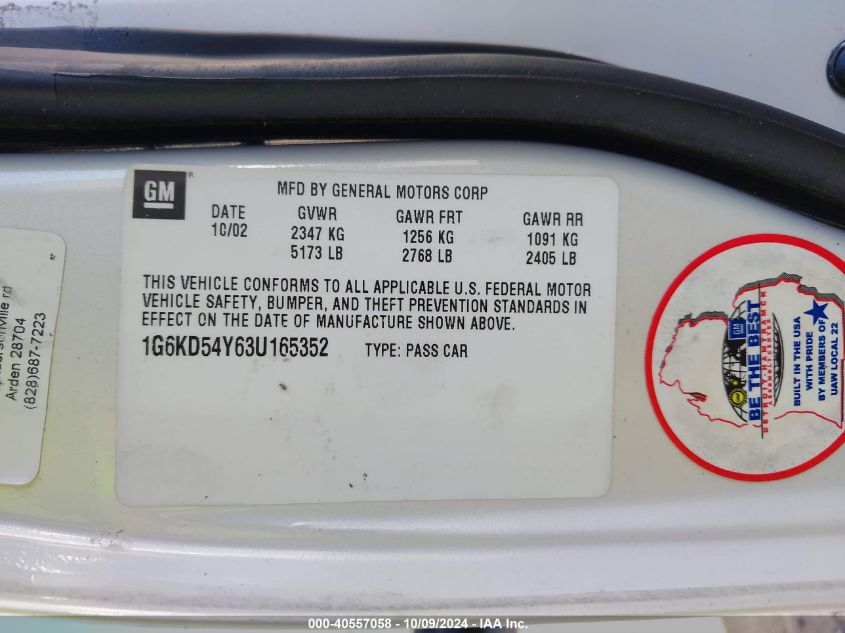 GM
®
MFD BY GENERAL MOTORS CORP
DATE GVWR GAWR FRT GAWR RR
10/02 2347 KG 1256 KG 1091 KG
5173 LB 2768 LB 2405 LB
THIS VEHICLE CONFORMS TO ALL APPLICABLE U.S. FEDERAL MOTOR
VEHICLE SAFETY, BUMPER, AND THEFT PREVENTION STANDARDS IN
EFFECT ON THE DATE OF MANUFACTURE SHOWN ABOVE.
1G6KD54Y63U165352 TYPE: PASS CAR
rd
Arden 28704
(828)687-7223
GM
BE THE BEST
DETROIT HAMTRAMCK
BUILT IN THE USA
WITH PRIDE
BY MEMBERS OF
UAW LOCAL 22
000-40557058 - 10/09/2024 - IAA Inc.